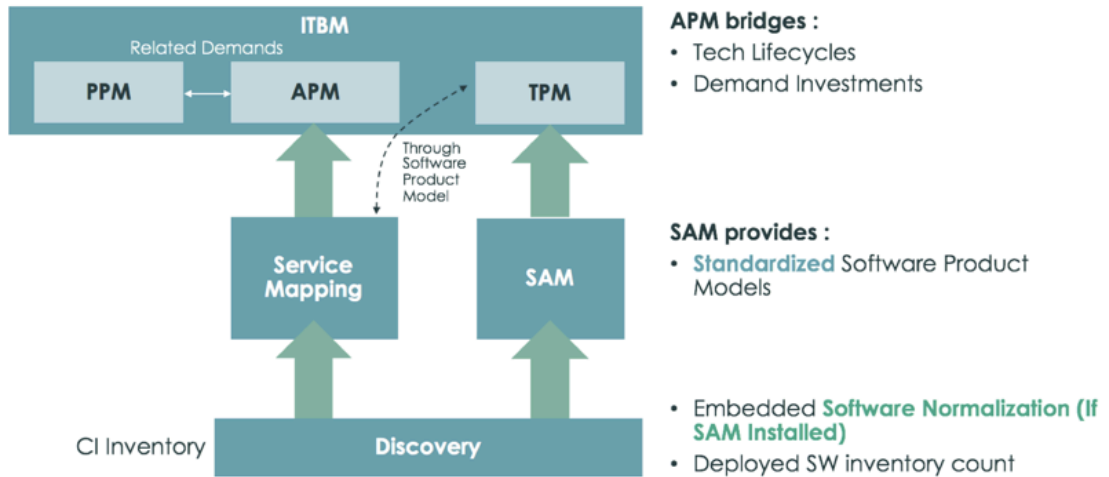 ITBM
Related Demands
PPM
APM
TPM
Through
Software
Product
Model
Service
Mapping
SAM
CI Inventory
Discovery
APM bridges :
• Tech Lifecycles
• Demand Investments
SAM provides :
• Standardized Software Product
Models
• Embedded Software Normalization (If
SAM Installed)
• Deployed SW inventory count